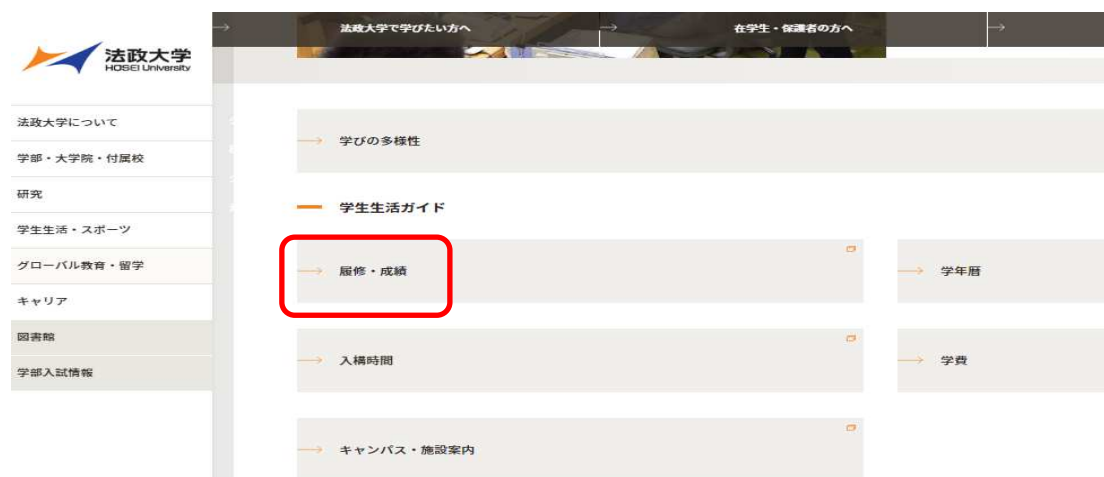 法政大学で学びたい方へ
在学生・保護者の方へ
法政大学
HOSEI University
法政大学について
学部・大学院・付属校
研究
学生生活・スポーツ
グローバル教育・留学
キャリア
図書館
学部入試情報
学びの多様性
学生生活ガイド
履修・成績
学年暦
入構時間
学費
キャンパス・施設案内